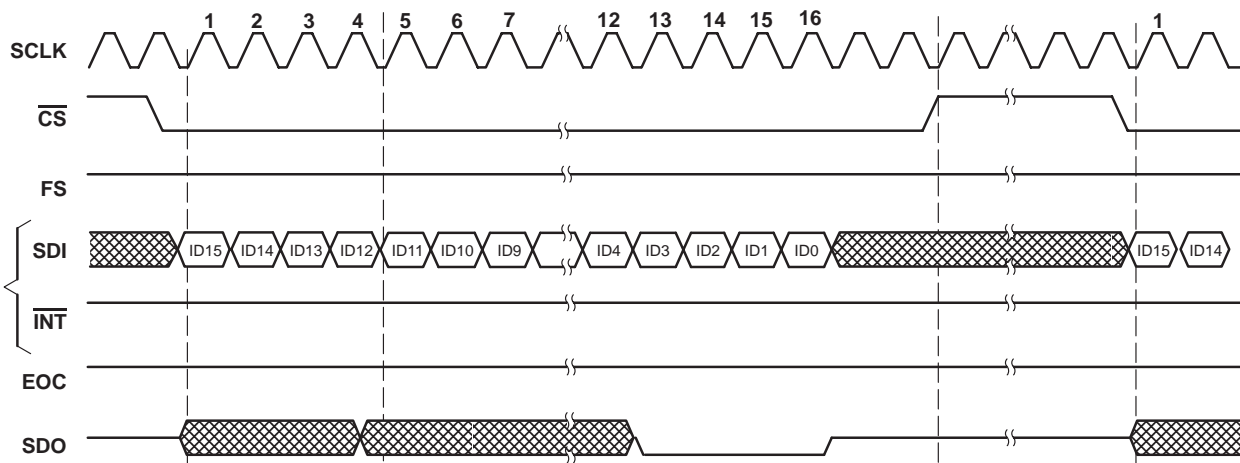 1 2 3 4 5 6 7 12 13 14 15 16 1
SCLK
CS
FS
SDI ID15 ID14 ID13 ID12 ID11 ID10 ID9 ID4 ID3 ID2 ID1 ID0 ID15 ID14
INT
EOC
SDO